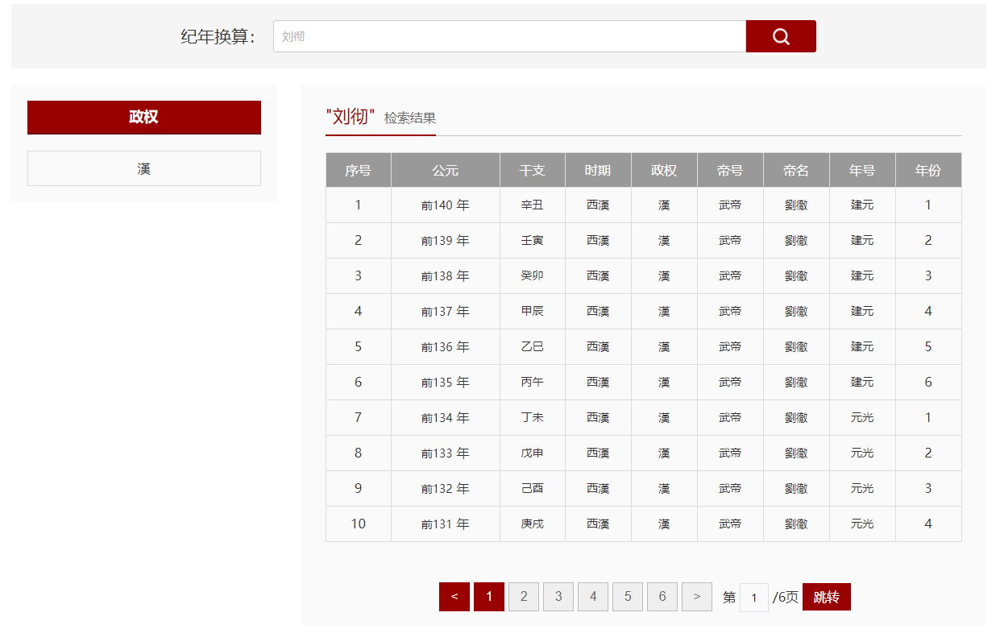 纪年换算：
刘彻
政权
漢
"刘彻" 检索结果
序号 公元 干支 时期 政权 帝号 帝名 年号 年份
1 前140 年 辛丑 西漢 漢 武帝 劉徹 建元 1
2 前139 年 壬寅 西漢 漢 武帝 劉徹 建元 2
3 前138 年 癸卯 西漢 漢 武帝 劉徹 建元 3
4 前137 年 甲辰 西漢 漢 武帝 劉徹 建元 4
5 前136 年 乙巳 西漢 漢 武帝 劉徹 建元 5
6 前135 年 丙午 西漢 漢 武帝 劉徹 建元 6
7 前134 年 丁未 西漢 漢 武帝 劉徹 元光 1
8 前133 年 戊申 西漢 漢 武帝 劉徹 元光 2
9 前132 年 己酉 西漢 漢 武帝 劉徹 元光 3
10 前131 年 庚戌 西漢 漢 武帝 劉徹 元光 4
< 1 2 3 4 5 6 > 第 1 /6页 跳转